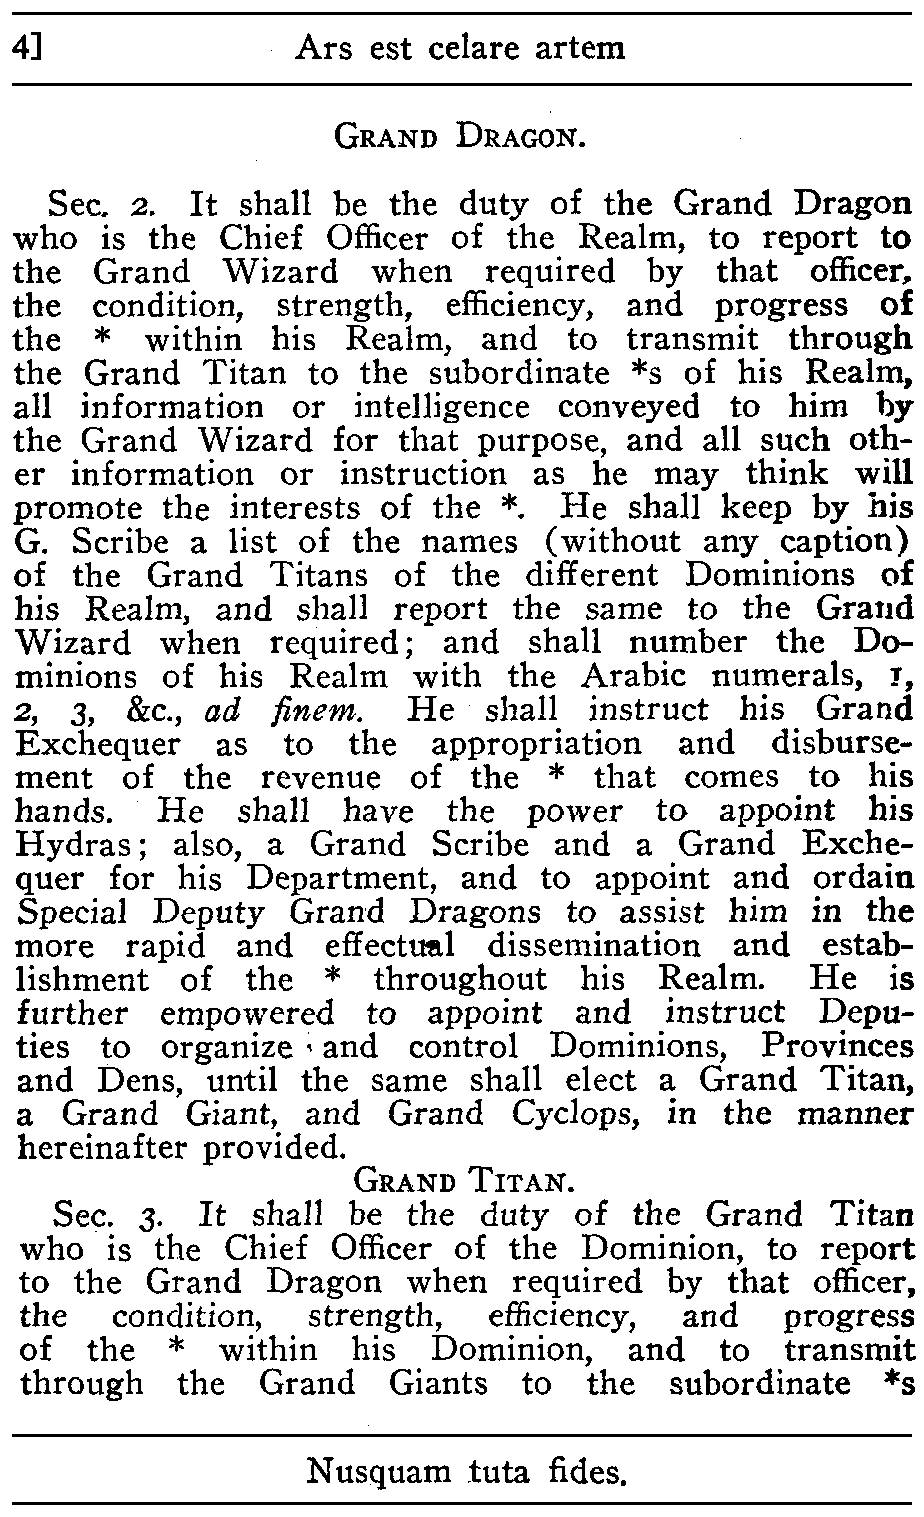 4] Ars est celare artem
GRAND DRAGON.
Sec. 2. It shall be the duty of the Grand Dragon
who is the Chief Officer of the Realm, to report to
the Grand Wizard when required by that officer,
the condition, strength, efficiency, and progress of
the * within his Realm, and to transmit through
the Grand Titan to the subordinate *s of his Realm,
all information or intelligence conveyed to him by
the Grand Wizard for that purpose, and all such oth-
er information or instruction as he may think will
promote the interests of the *. He shall keep by his
G. Scribe a list of the names (without any caption)
of the Grand Titans of the different Dominions of
his Realm, and shall report the same to the Grand
Wizard when required; and shall number the Do-
minions of his Realm with the Arabic numerals, 1,
2, 3, &c., ad finem. He shall instruct his Grand
Exchequer as to the appropriation and disburse-
ment of the revenue of the * that comes to his
hands. He shall have the power to appoint his
Hydras; also, a Grand Scribe and a Grand Exche-
quer for his Department, and to appoint and ordain
Special Deputy Grand Dragons to assist him in the
more rapid and effectual dissemination and estab-
lishment of the * throughout his Realm. He is
further empowered to appoint and instruct Depu-
ties to organize and control Dominions, Provinces
and Dens, until the same shall elect a Grand Titan,
a Grand Giant, and Grand Cyclops, in the manner
hereinafter provided.
GRAND TITAN.
Sec. 3. It shall be the duty of the Grand Titan
who is the Chief Officer of the Dominion, to report
to the Grand Dragon when required by that officer,
the condition, strength, efficiency, and progress
of the * within his Dominion, and to transmit
through the Grand Giants to the subordinate *s
Nusquam tuta fides.